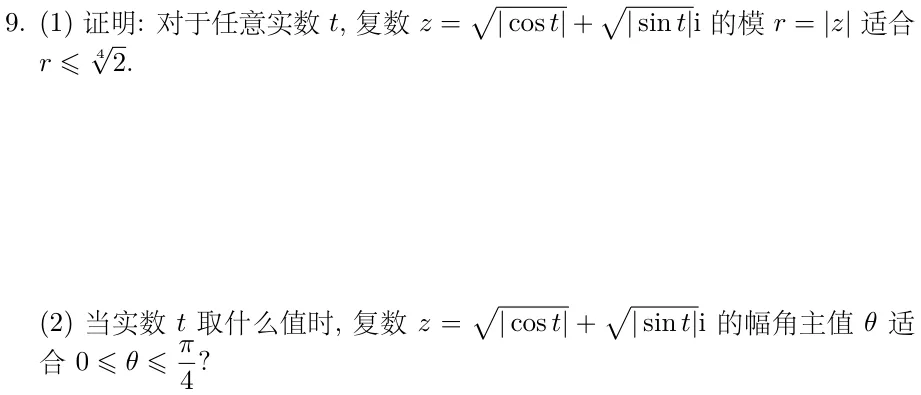 9. (1) 证明: 对于任意实数 t, 复数 z = √|cos t| + √|sin t|i 的模 r = |z| 适合
r ⩽ ∜2.
(2) 当实数 t 取什么值时, 复数 z = √|cos t| + √|sin t|i 的幅角主值 θ 适
合 0 ⩽ θ ⩽ π/4?